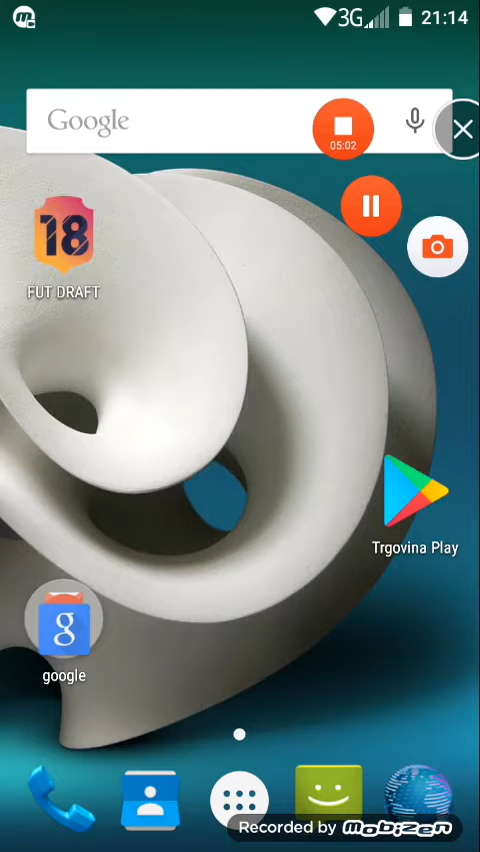 3G 21:14
Google
05:02
18
FUT DRAFT
Trgovina Play
g
google
Recorded by Mobizen